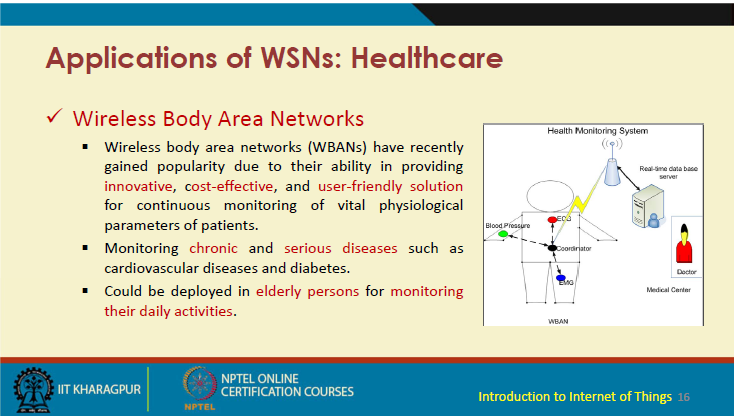 Applications of WSNs: Healthcare
✓ Wireless Body Area Networks
▪ Wireless body area networks (WBANs) have recently
gained popularity due to their ability in providing
innovative, cost-effective, and user-friendly solution
for continuous monitoring of vital physiological
parameters of patients.
▪ Monitoring chronic and serious diseases such as
cardiovascular diseases and diabetes.
▪ Could be deployed in elderly persons for monitoring
their daily activities.
Health Monitoring System
Real-time data base
server
ECG
Blood Pressure
Coordinator
EMG
Doctor
Medical Center
WBAN
IIT KHARAGPUR
NPTEL
NPTEL ONLINE
CERTIFICATION COURSES
Introduction to Internet of Things 16